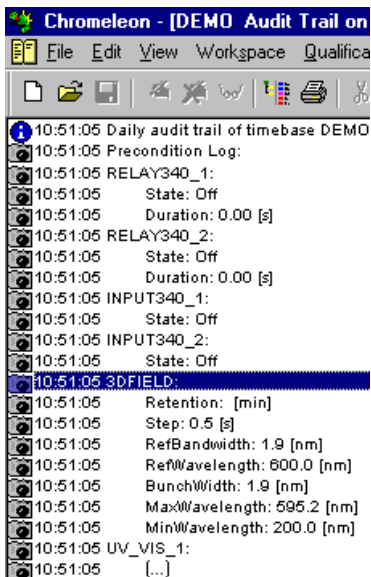 Chromeleon - [DEMO Audit Trail on
File Edit View Workspace Qualifica
10:51:05 Daily audit trail of timebase DEMO
10:51:05 Precondition Log:
10:51:05 RELAY340_1:
10:51:05 State: Off
10:51:05 Duration: 0.00 [s]
10:51:05 RELAY340_2:
10:51:05 State: Off
10:51:05 Duration: 0.00 [s]
10:51:05 INPUT340_1:
10:51:05 State: Off
10:51:05 INPUT340_2:
10:51:05 State: Off
10:51:05 3DFIELD:
10:51:05 Retention: [min]
10:51:05 Step: 0.5 [s]
10:51:05 RefBandwidth: 1.9 [nm]
10:51:05 RefWavelength: 600.0 [nm]
10:51:05 BunchWidth: 1.9 [nm]
10:51:05 MaxWavelength: 595.2 [nm]
10:51:05 MinWavelength: 200.0 [nm]
10:51:05 UV_VIS_1:
10:51:05 (...)